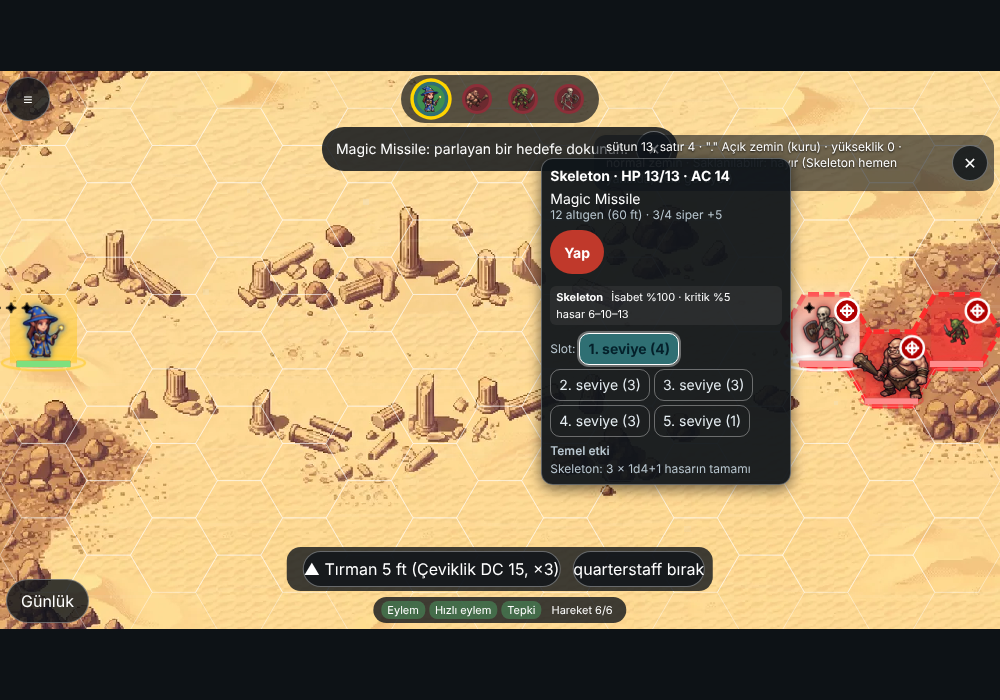 ≡
Magic Missile: parlayan bir hedefe dokun
sütun 13, satır 4 · "." Açık zemin (kuru) · yükseklik 0 ·
(Skeleton hemen
✕
Skeleton · HP 13/13 · AC 14
Magic Missile
12 altıgen (60 ft) · 3/4 siper +5
Yap
Skeleton İsabet %100 · kritik %5
hasar 6–10–13
Slot: 1. seviye (4)
2. seviye (3) 3. seviye (3)
4. seviye (3) 5. seviye (1)
Temel etki
Skeleton: 3 × 1d4+1 hasarın tamamı
▲ Tırman 5 ft (Çeviklik DC 15, ×3) quarterstaff bırak
Günlük
Eylem Hızlı eylem Tepki Hareket 6/6